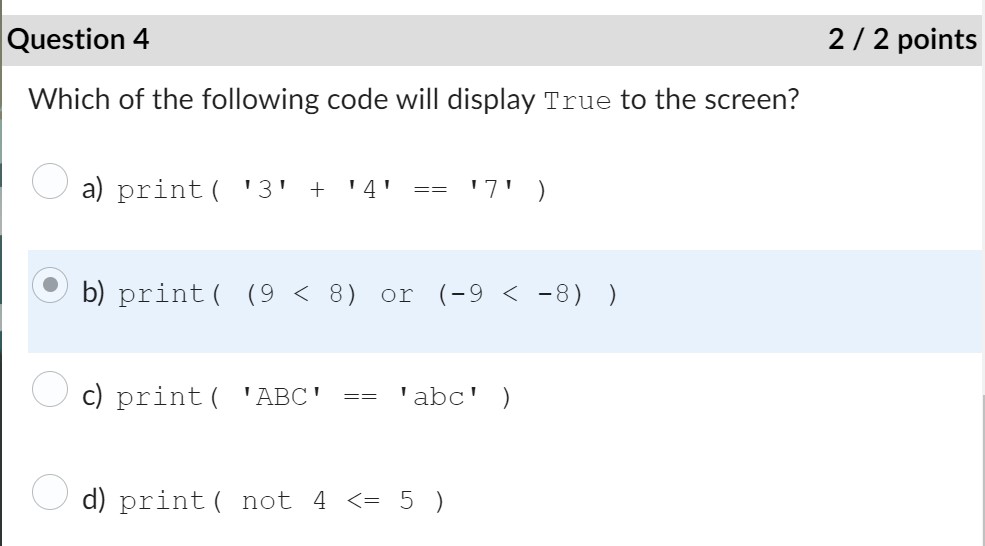 Question 4 2 / 2 points
Which of the following code will display True to the screen?
a) print( '3' + '4' == '7' )
b) print( (9 < 8) or (-9 < -8) )
c) print( 'ABC' == 'abc' )
d) print( not 4 <= 5 )